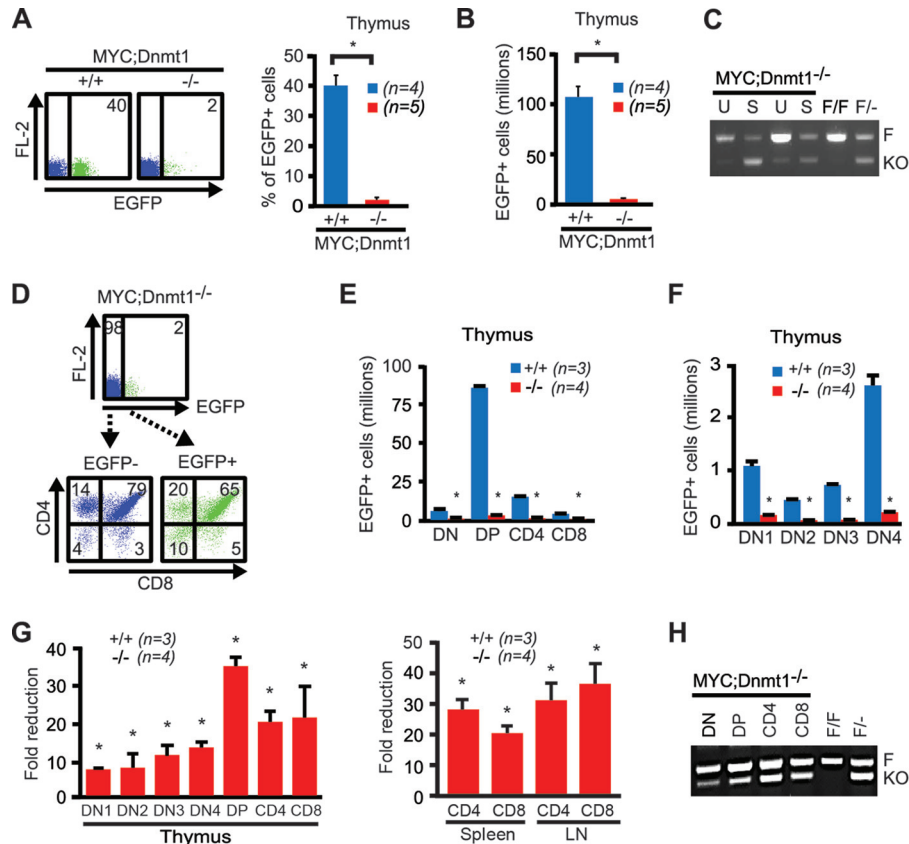 A
MYC;Dnmt1
+/+ -/-
40 2
FL-2
EGFP
Thymus
*
(n=4)
(n=5)
% of EGFP+ cells
50
40
30
20
10
0
+/+ -/-
MYC;Dnmt1
B
Thymus
*
(n=4)
(n=5)
EGFP+ cells (millions)
150
100
50
0
+/+ -/-
MYC;Dnmt1
C
MYC;Dnmt1-/-
U S U S F/F F/-
F
KO
D
MYC;Dnmt1-/-
98 2
FL-2
EGFP
EGFP- EGFP+
14 79 20 65
4 3 10 5
CD4
CD8
E
Thymus
+/+ (n=3)
-/- (n=4)
EGFP+ cells (millions)
100
75
50
25
0
* * * *
DN DP CD4 CD8
F
Thymus
+/+ (n=3)
-/- (n=4)
EGFP+ cells (millions)
3
2
1
0
* * * *
DN1 DN2 DN3 DN4
G
+/+ (n=3)
-/- (n=4)
Fold reduction
40
30
20
10
0
* * * * * * *
DN1 DN2 DN3 DN4 DP CD4 CD8
Thymus
+/+ (n=3)
-/- (n=4)
Fold reduction
50
40
30
20
10
0
* * * *
CD4 CD8 CD4 CD8
Spleen LN
H
MYC;Dnmt1-/-
DN DP CD4 CD8 F/F F/-
F
KO